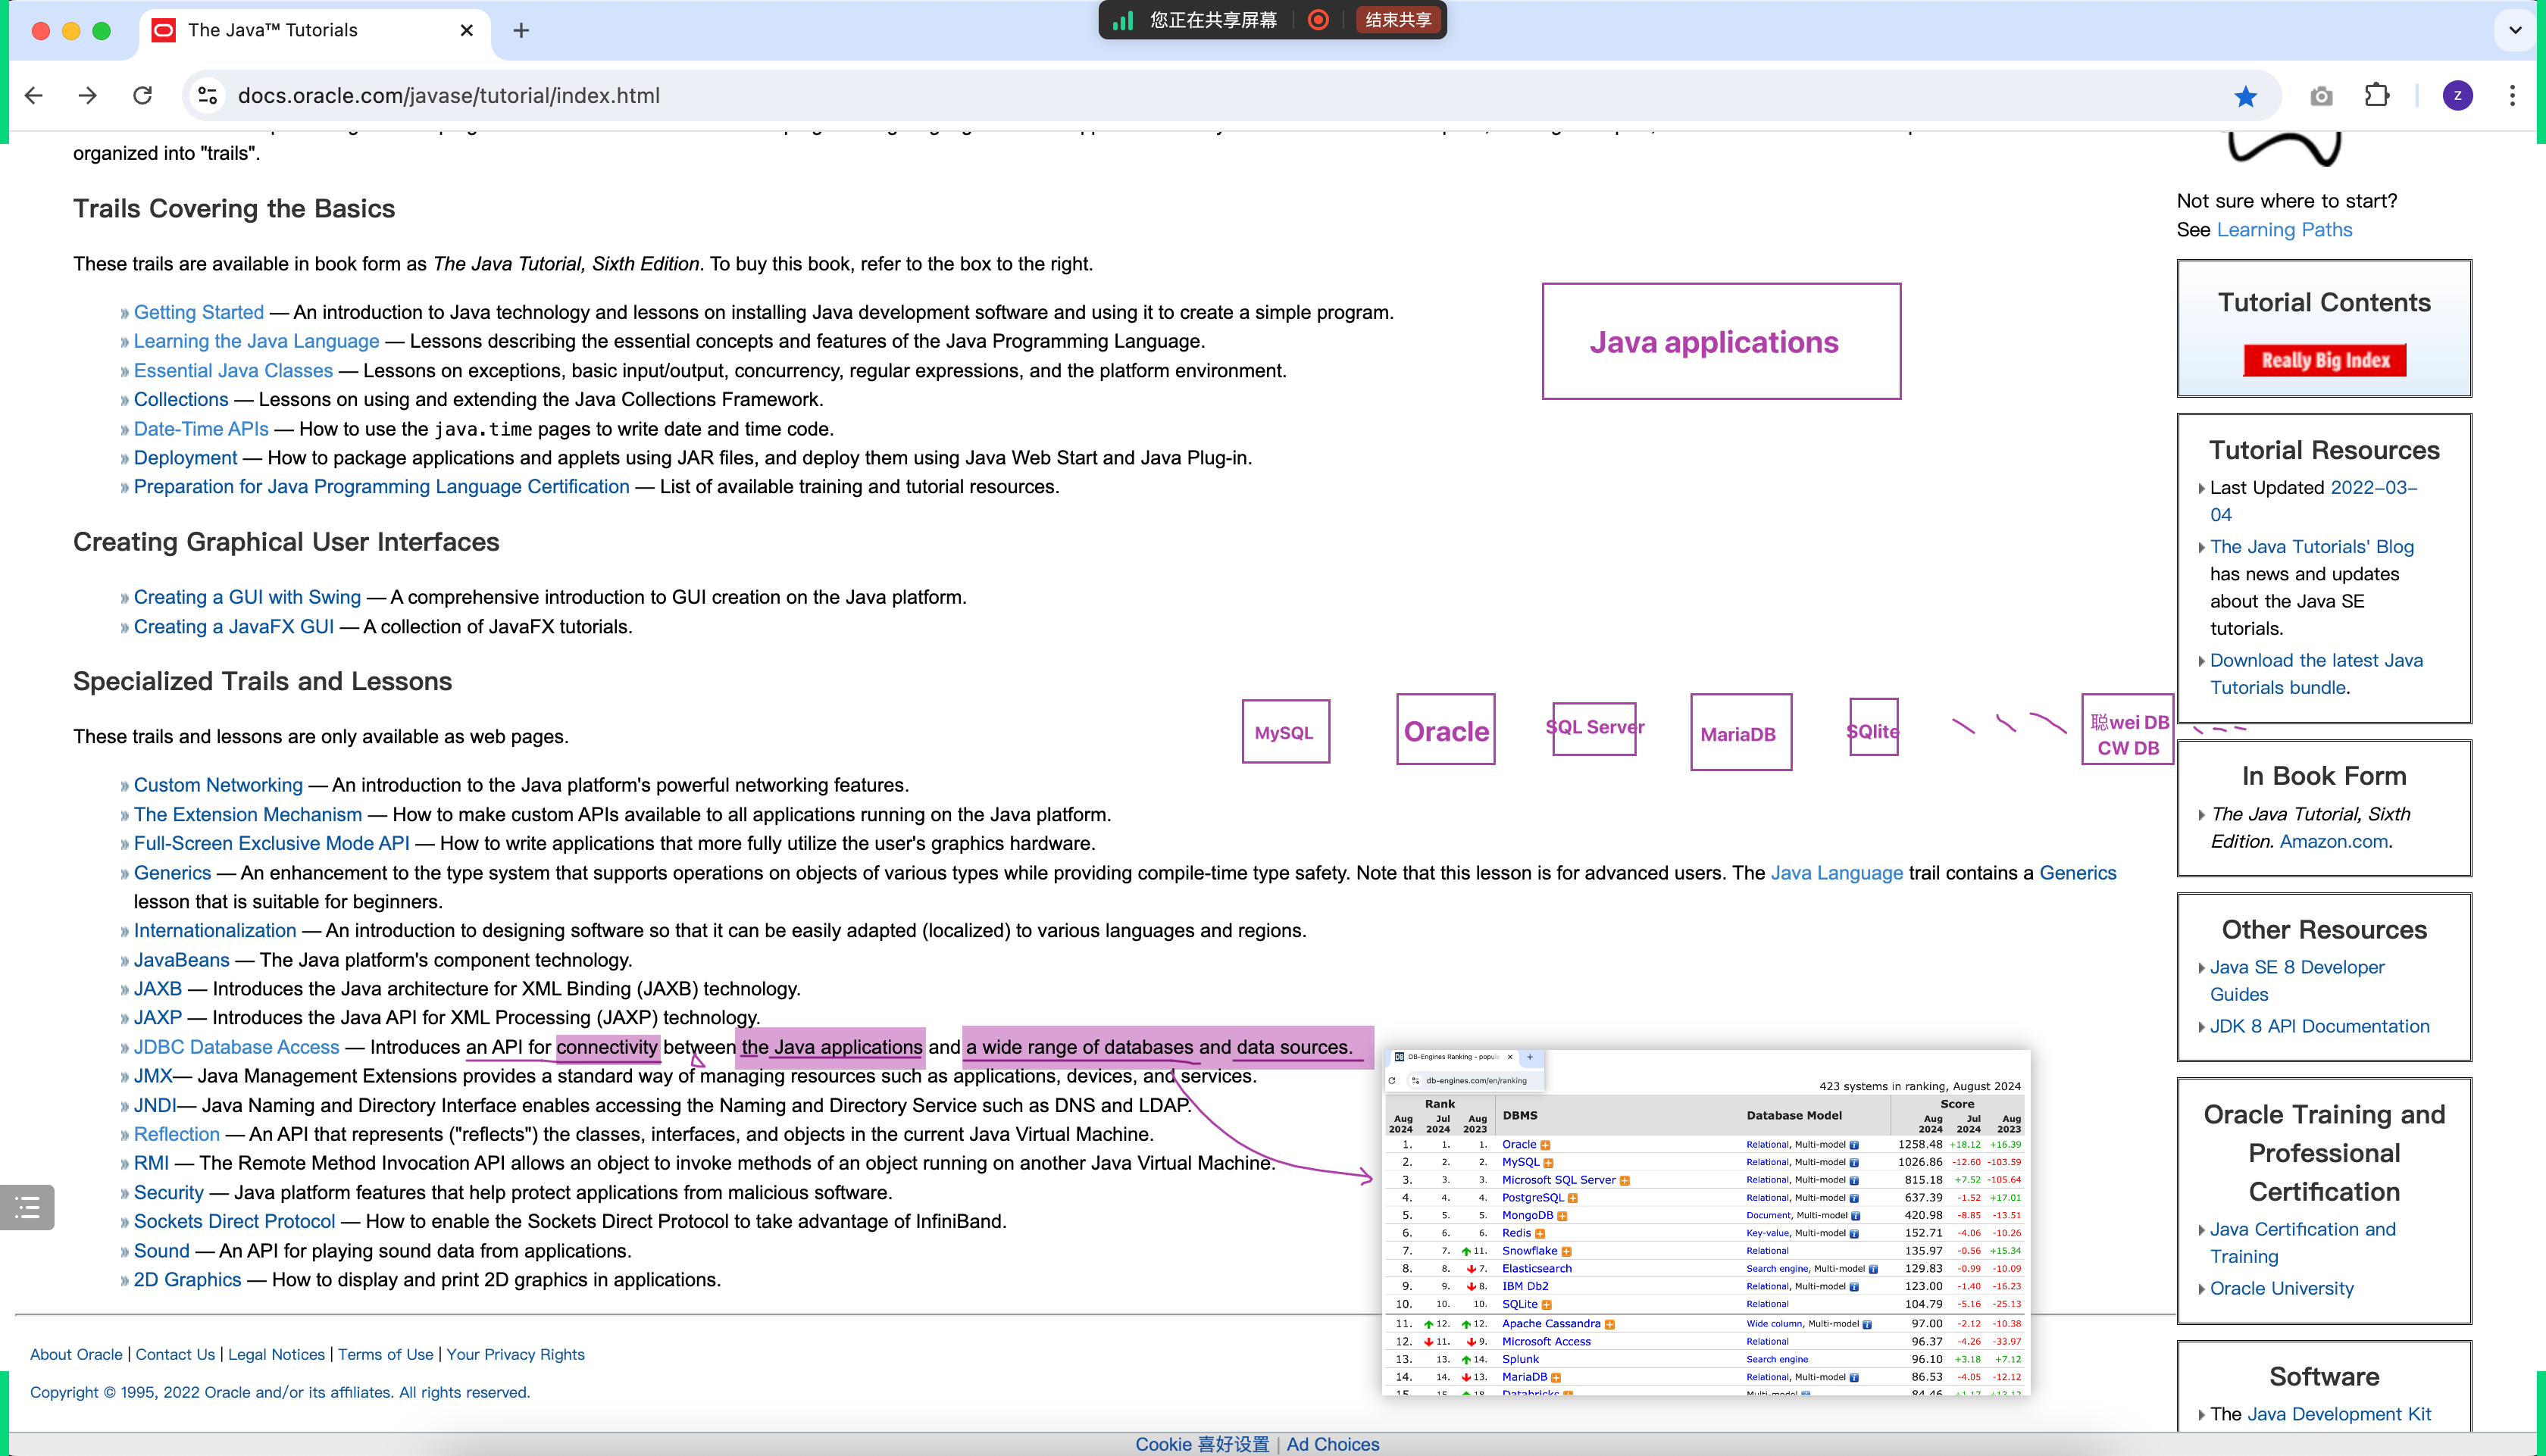 The Java™ Tutorials
您正在共享屏幕
结束共享
docs.oracle.com/javase/tutorial/index.html
Z
organized into "trails".
Trails Covering the Basics
These trails are available in book form as The Java Tutorial, Sixth Edition. To buy this book, refer to the box to the right.
» Getting Started — An introduction to Java technology and lessons on installing Java development software and using it to create a simple program.
» Learning the Java Language — Lessons describing the essential concepts and features of the Java Programming Language.
» Essential Java Classes — Lessons on exceptions, basic input/output, concurrency, regular expressions, and the platform environment.
» Collections — Lessons on using and extending the Java Collections Framework.
» Date-Time APIs — How to use the java.time pages to write date and time code.
» Deployment — How to package applications and applets using JAR files, and deploy them using Java Web Start and Java Plug-in.
» Preparation for Java Programming Language Certification — List of available training and tutorial resources.
Java applications
Creating Graphical User Interfaces
» Creating a GUI with Swing — A comprehensive introduction to GUI creation on the Java platform.
» Creating a JavaFX GUI — A collection of JavaFX tutorials.
Specialized Trails and Lessons
These trails and lessons are only available as web pages.
MySQL
Oracle
SQL Server
MariaDB
SQlite
聪wei DB
CW DB
» Custom Networking — An introduction to the Java platform's powerful networking features.
» The Extension Mechanism — How to make custom APIs available to all applications running on the Java platform.
» Full-Screen Exclusive Mode API — How to write applications that more fully utilize the user's graphics hardware.
» Generics — An enhancement to the type system that supports operations on objects of various types while providing compile-time type safety. Note that this lesson is for advanced users. The Java Language trail contains a Generics
lesson that is suitable for beginners.
» Internationalization — An introduction to designing software so that it can be easily adapted (localized) to various languages and regions.
» JavaBeans — The Java platform's component technology.
» JAXB — Introduces the Java architecture for XML Binding (JAXB) technology.
» JAXP — Introduces the Java API for XML Processing (JAXP) technology.
» JDBC Database Access — Introduces an API for connectivity between the Java applications and a wide range of databases and data sources.
» JMX— Java Management Extensions provides a standard way of managing resources such as applications, devices, and services.
» JNDI— Java Naming and Directory Interface enables accessing the Naming and Directory Service such as DNS and LDAP.
» Reflection — An API that represents ("reflects") the classes, interfaces, and objects in the current Java Virtual Machine.
» RMI — The Remote Method Invocation API allows an object to invoke methods of an object running on another Java Virtual Machine.
» Security — Java platform features that help protect applications from malicious software.
» Sockets Direct Protocol — How to enable the Sockets Direct Protocol to take advantage of InfiniBand.
» Sound — An API for playing sound data from applications.
» 2D Graphics — How to display and print 2D graphics in applications.
DB-Engines Ranking - popula
db-engines.com/en/ranking
423 systems in ranking, August 2024
Rank DBMS Database Model Score
Aug 2024 Jul 2024 Aug 2023 Aug 2024 Jul 2024 Aug 2023
1. 1. 1. Oracle Relational, Multi-model 1258.48 +18.12 +16.39
2. 2. 2. MySQL Relational, Multi-model 1026.86 -12.60 -103.59
3. 3. 3. Microsoft SQL Server Relational, Multi-model 815.18 +7.52 -105.64
4. 4. 4. PostgreSQL Relational, Multi-model 637.39 -1.52 +17.01
5. 5. 5. MongoDB Document, Multi-model 420.98 -8.85 -13.51
6. 6. 6. Redis Key-value, Multi-model 152.71 -4.06 -10.26
7. 7. 11. Snowflake Relational 135.97 -0.56 +15.34
8. 8. 7. Elasticsearch Search engine, Multi-model 129.83 -0.99 -10.09
9. 9. 8. IBM Db2 Relational, Multi-model 123.00 -1.40 -16.23
10. 10. 10. SQLite Relational 104.79 -5.16 -25.13
11. 12. 12. Apache Cassandra Wide column, Multi-model 97.00 -2.12 -10.38
12. 11. 9. Microsoft Access Relational 96.37 -4.26 -33.97
13. 13. 14. Splunk Search engine 96.10 +3.18 +7.12
14. 14. 13. MariaDB Relational, Multi-model 86.53 -4.05 -12.12
About Oracle | Contact Us | Legal Notices | Terms of Use | Your Privacy Rights
Copyright © 1995, 2022 Oracle and/or its affiliates. All rights reserved.
Cookie 喜好设置 | Ad Choices
Not sure where to start?
See Learning Paths
Tutorial Contents
Really Big Index
Tutorial Resources
Last Updated 2022-03-
04
The Java Tutorials' Blog
has news and updates
about the Java SE
tutorials.
Download the latest Java
Tutorials bundle.
In Book Form
The Java Tutorial, Sixth
Edition. Amazon.com.
Other Resources
Java SE 8 Developer
Guides
JDK 8 API Documentation
Oracle Training and
Professional
Certification
Java Certification and
Training
Oracle University
Software
The Java Development Kit